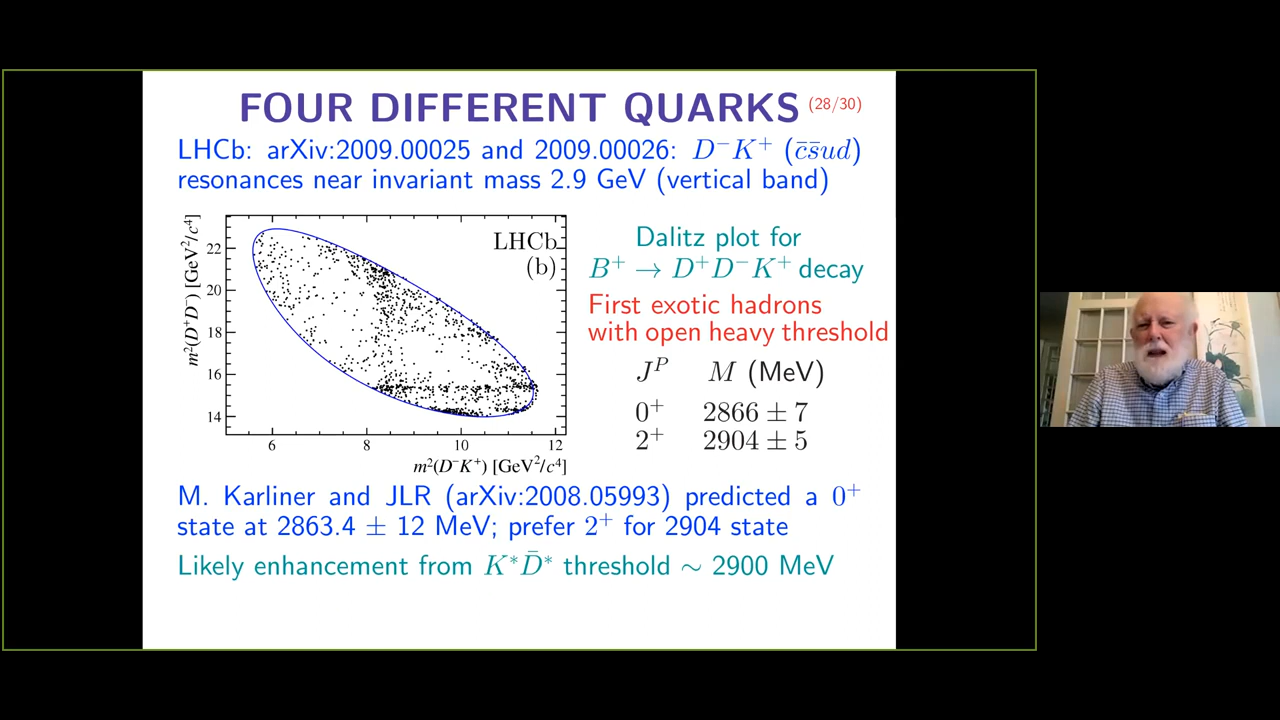 FOUR DIFFERENT QUARKS (28/30)
LHCb: arXiv:2009.00025 and 2009.00026: D⁻K⁺ (c̄s̄ud)
resonances near invariant mass 2.9 GeV (vertical band)
m²(D⁺D⁻) [GeV²/c⁴]
22
20
18
16
14
LHCb
(b)
6 8 10 12
m²(D⁻K⁺) [GeV²/c⁴]
Dalitz plot for
B⁺ → D⁺D⁻K⁺ decay
First exotic hadrons
with open heavy threshold
Jᴾ M (MeV)
0⁺ 2866 ± 7
2⁺ 2904 ± 5
M. Karliner and JLR (arXiv:2008.05993) predicted a 0⁺
state at 2863.4 ± 12 MeV; prefer 2⁺ for 2904 state
Likely enhancement from K*D̄* threshold ∼ 2900 MeV